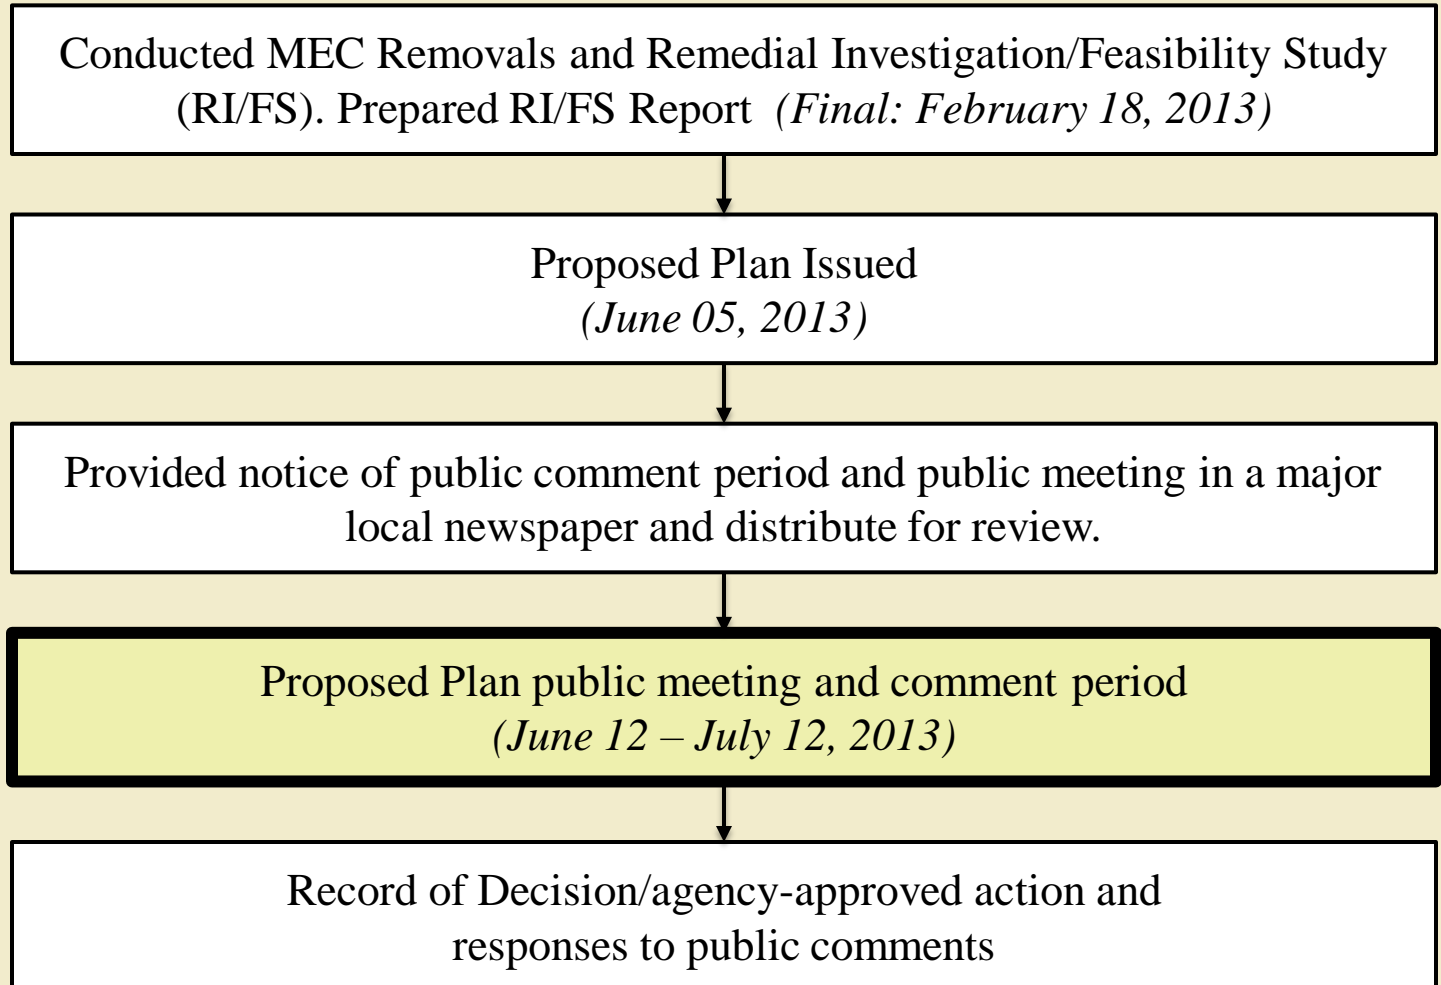 Conducted MEC Removals and Remedial Investigation/Feasibility Study
(RI/FS). Prepared RI/FS Report (Final: February 18, 2013)
Proposed Plan Issued
(June 05, 2013)
Provided notice of public comment period and public meeting in a major
local newspaper and distribute for review.
Proposed Plan public meeting and comment period
(June 12 – July 12, 2013)
Record of Decision/agency-approved action and
responses to public comments